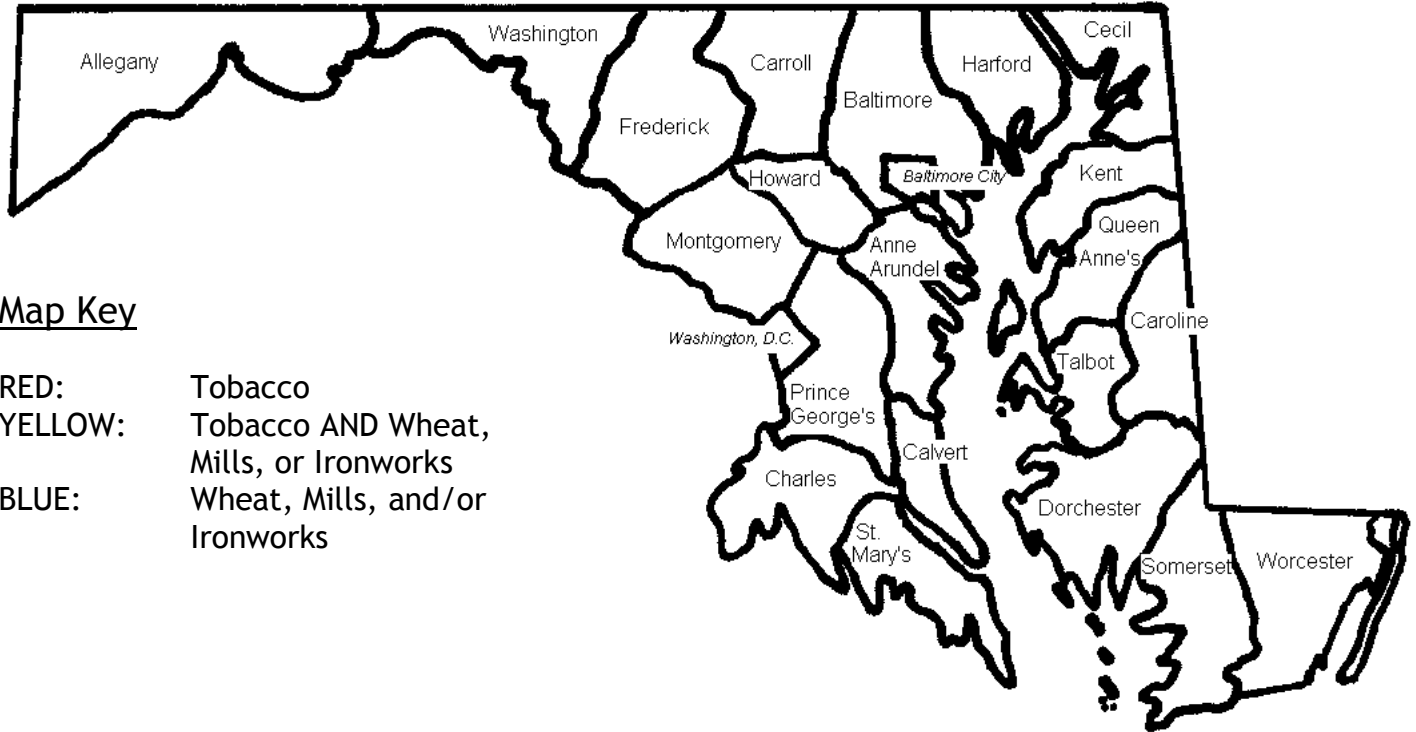 Allegany
Washington
Frederick
Carroll
Baltimore
Harford
Cecil
Baltimore City
Howard
Montgomery
Kent
Queen
Anne's
Anne
Arundel
Caroline
Washington, D.C.
Talbot
Prince
George's
Calvert
Charles
St.
Mary's
Dorchester
Somerset
Worcester
Map Key
RED: Tobacco
YELLOW: Tobacco AND Wheat,
Mills, or Ironworks
BLUE: Wheat, Mills, and/or
Ironworks